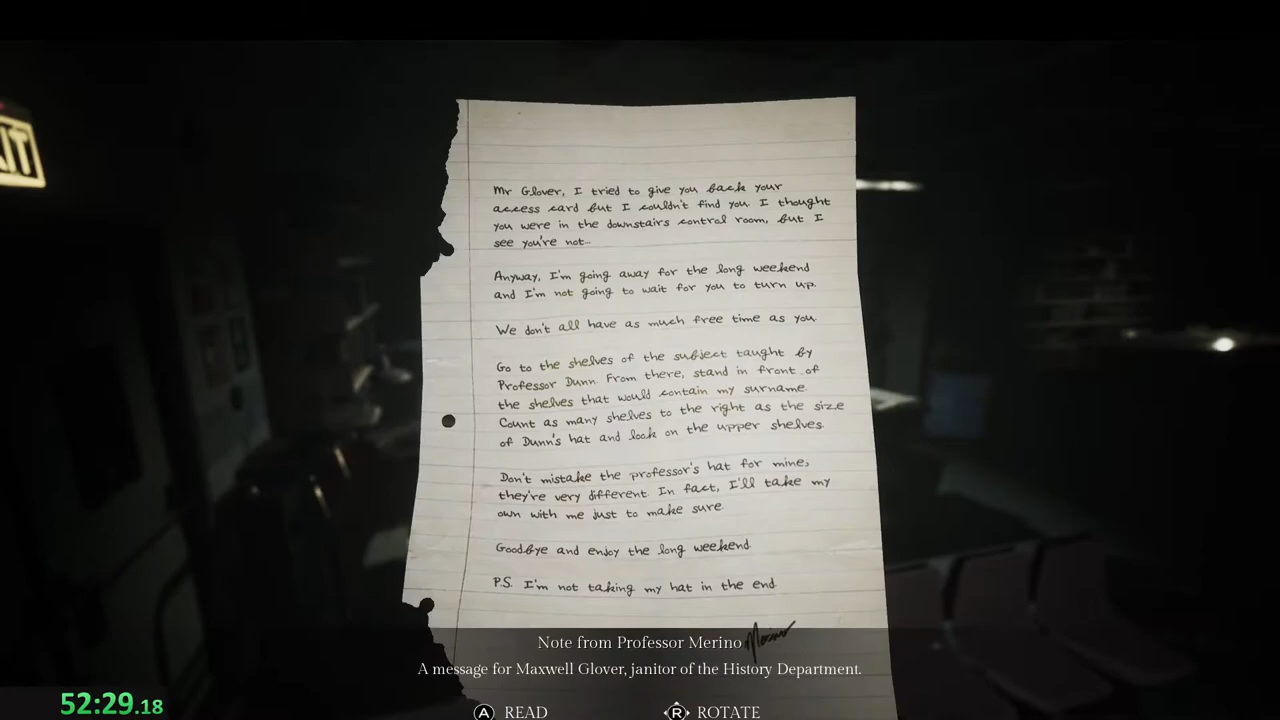 IT
Mr Glover, I tried to give you back your
access card but I couldn't find you. I thought
you were in the downstairs control room, but I
see you're not...
Anyway, I'm going away for the long weekend
and I'm not going to wait for you to turn up.
We don't all have as much free time as you.
Go to the shelves of the subject taught by
Professor Dunn. From there, stand in front of
the shelves that would contain my surname.
Count as many shelves to the right as the size
of Dunn's hat and look on the upper shelves.
Don't mistake the professor's hat for mine,
they're very different. In fact, I'll take my
own with me just to make sure.
Goodbye and enjoy the long weekend
P.S. I'm not taking my hat in the end
Merino
Note from Professor Merino
A message for Maxwell Glover, janitor of the History Department.
52:29.18
A READ
R ROTATE